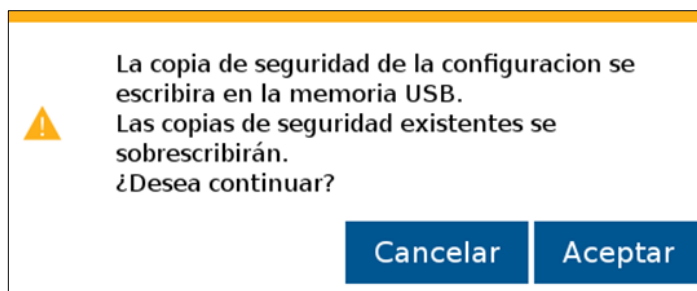 La copia de seguridad de la configuracion se
escribira en la memoria USB.
Las copias de seguridad existentes se
sobrescribirán.
¿Desea continuar?
Cancelar Aceptar